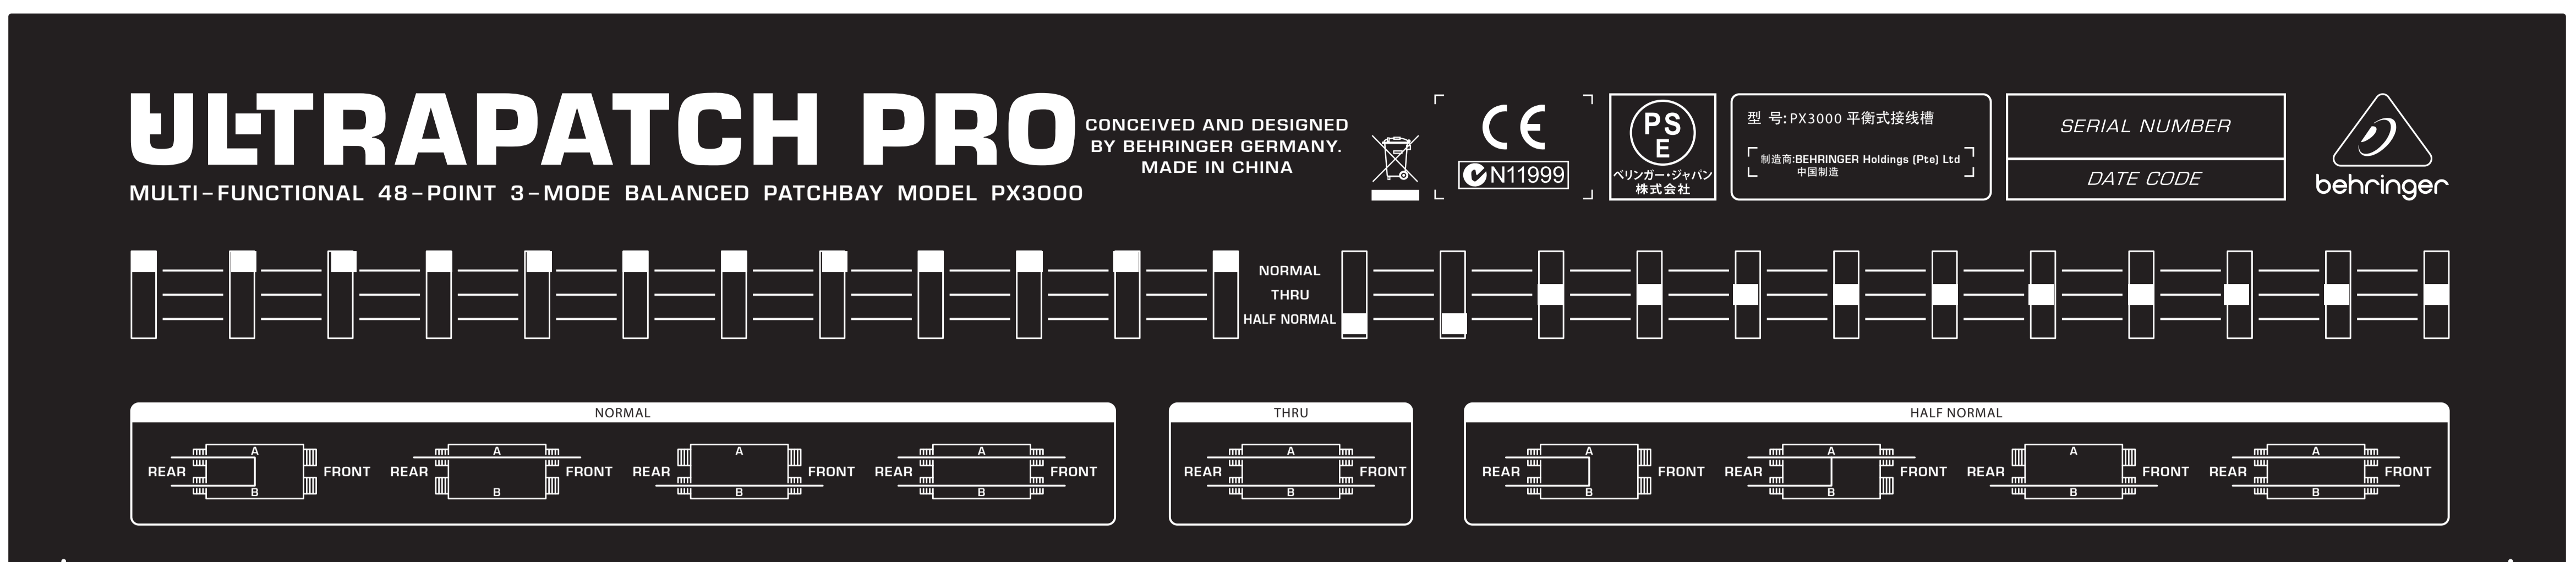 ULTRAPATCH PRO
MULTI-FUNCTIONAL 48-POINT 3-MODE BALANCED PATCHBAY MODEL PX3000
CONCEIVED AND DESIGNED
BY BEHRINGER GERMANY.
MADE IN CHINA
CE
N11999
PS
E
ベリンガー・ジャパン
株式会社
型 号: PX3000 平衡式接线槽
制造商:BEHRINGER Holdings (Pte) Ltd
中国制造
SERIAL NUMBER
DATE CODE
behringer
NORMAL
THRU
HALF NORMAL
NORMAL
REAR A B FRONT
REAR A B FRONT
REAR A B FRONT
REAR A B FRONT
THRU
REAR A B FRONT
HALF NORMAL
REAR A B FRONT
REAR A B FRONT
REAR A B FRONT
REAR A B FRONT